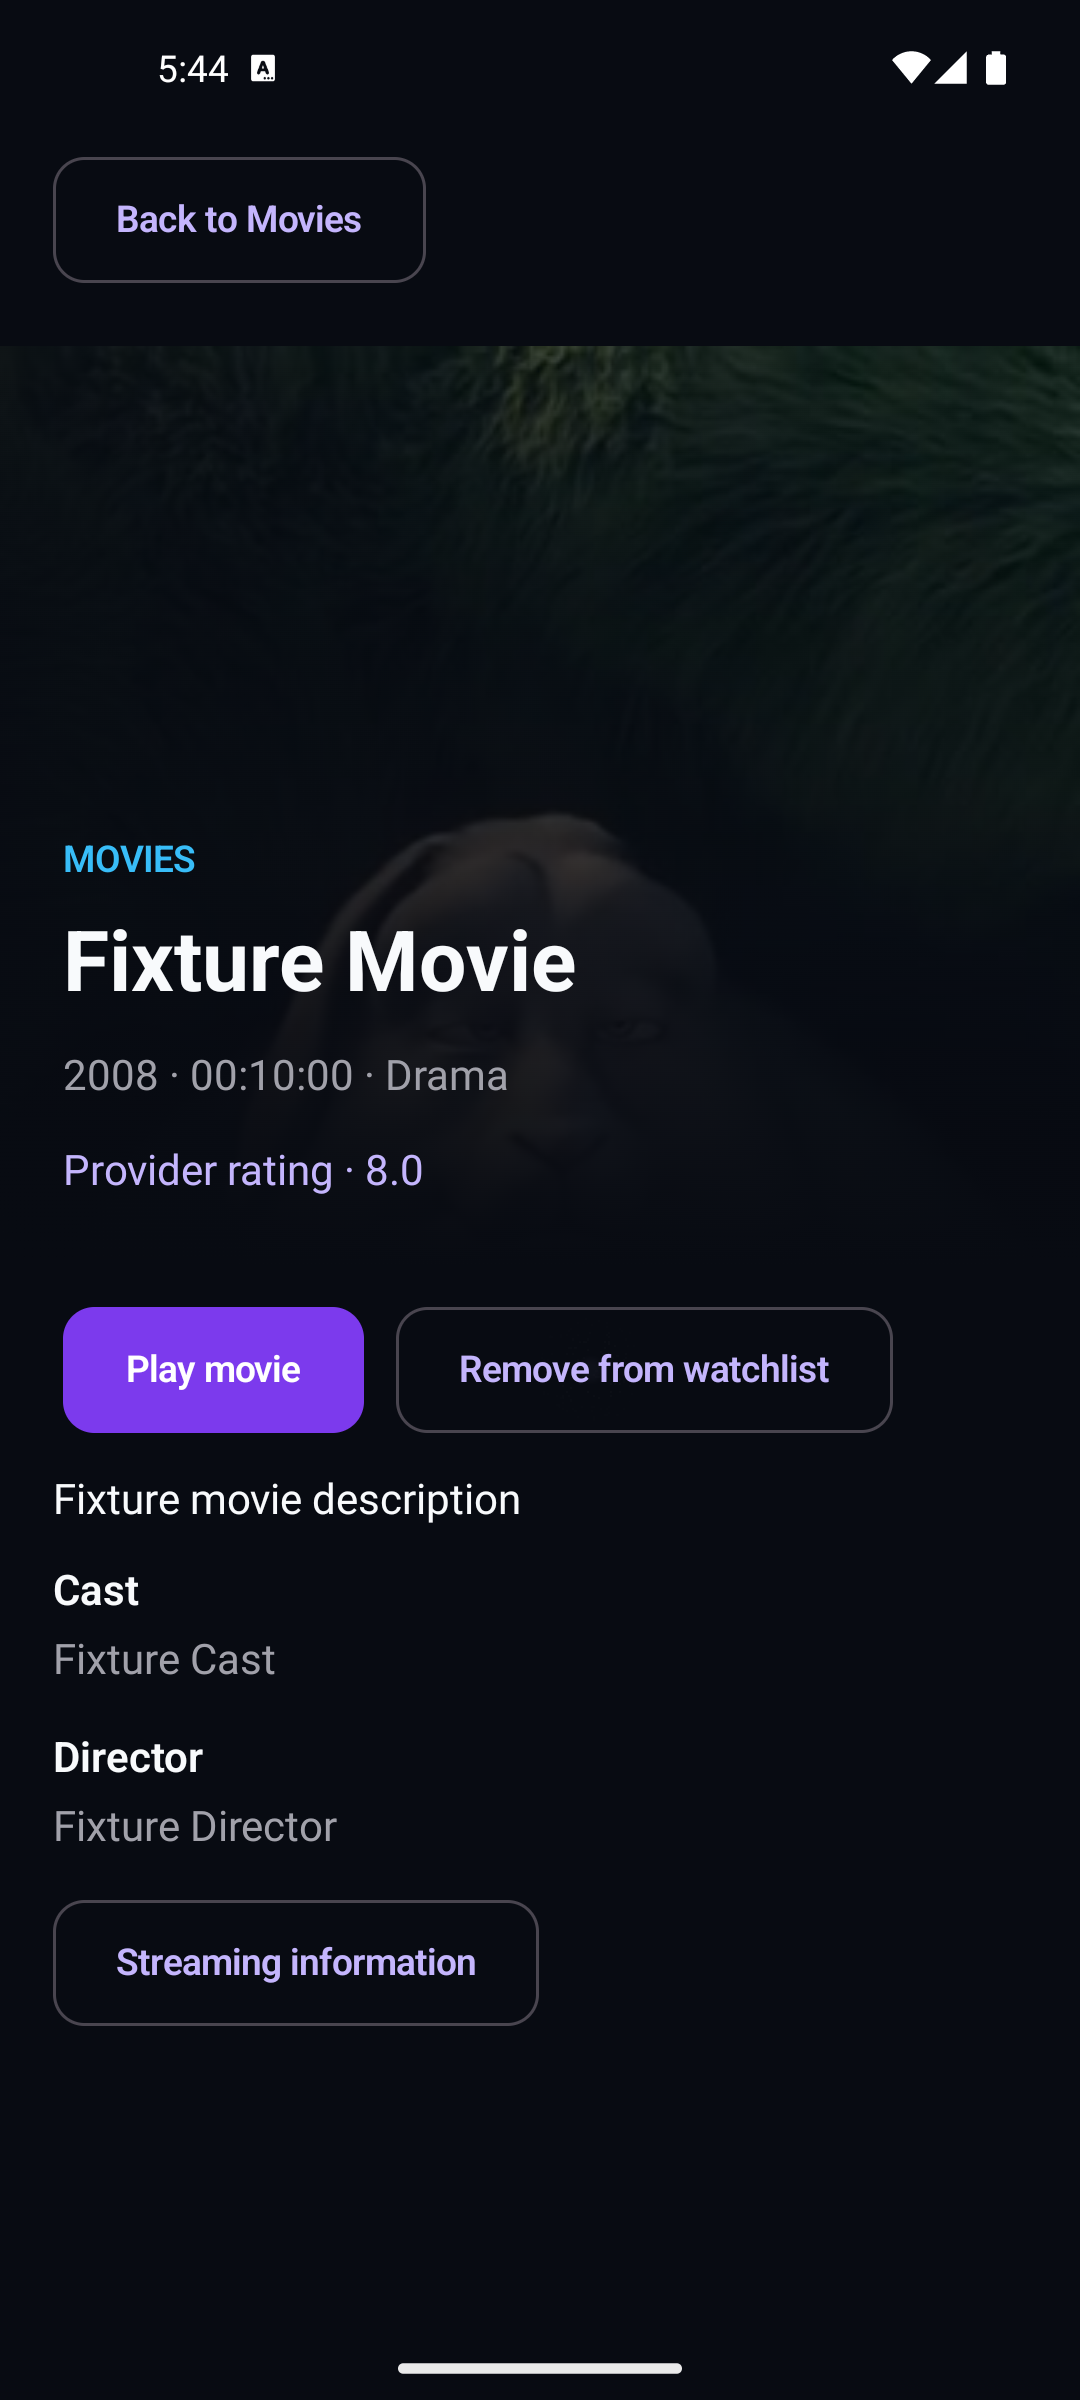 5:44
Back to Movies
MOVIES
Fixture Movie
2008 · 00:10:00 · Drama
Provider rating · 8.0
Play movie
Remove from watchlist
Fixture movie description
Cast
Fixture Cast
Director
Fixture Director
Streaming information